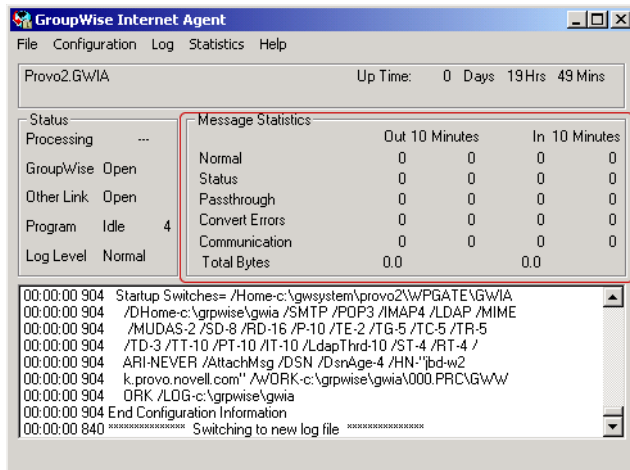 GroupWise Internet Agent
File Configuration Log Statistics Help
Provo2.GWIA Up Time: 0 Days 19 Hrs 49 Mins
Status
Processing ---
GroupWise Open
Other Link Open
Program Idle 4
Log Level Normal
Message Statistics
Out 10 Minutes In 10 Minutes
Normal 0 0 0 0
Status 0 0 0 0
Passthrough 0 0 0 0
Convert Errors 0 0 0 0
Communication 0 0 0 0
Total Bytes 0.0 0.0
00:00:00 904 Startup Switches= /Home-c:\gwsystem\provo2\WPGATE\GWIA
00:00:00 904 /DHome-c:\grpwise\gwia /SMTP /POP3 /IMAP4 /LDAP /MIME
00:00:00 904 /MUDAS-2 /SD-8 /RD-16 /P-10 /TE-2 /TG-5 /TC-5 /TR-5
00:00:00 904 /TD-3 /TT-10 /PT-10 /IT-10 /LdapThrd-10 /ST-4 /RT-4 /
00:00:00 904 ARI-NEVER /AttachMsg /DSN /DsnAge-4 /HN-"jbd-w2
00:00:00 904 k.provo.novell.com" /WORK-c:\grpwise\gwia\000.PRC\GWW
00:00:00 904 ORK /LOG-c:\grpwise\gwia
00:00:00 904 End Configuration Information
00:00:00 840 *************** Switching to new log file ***************